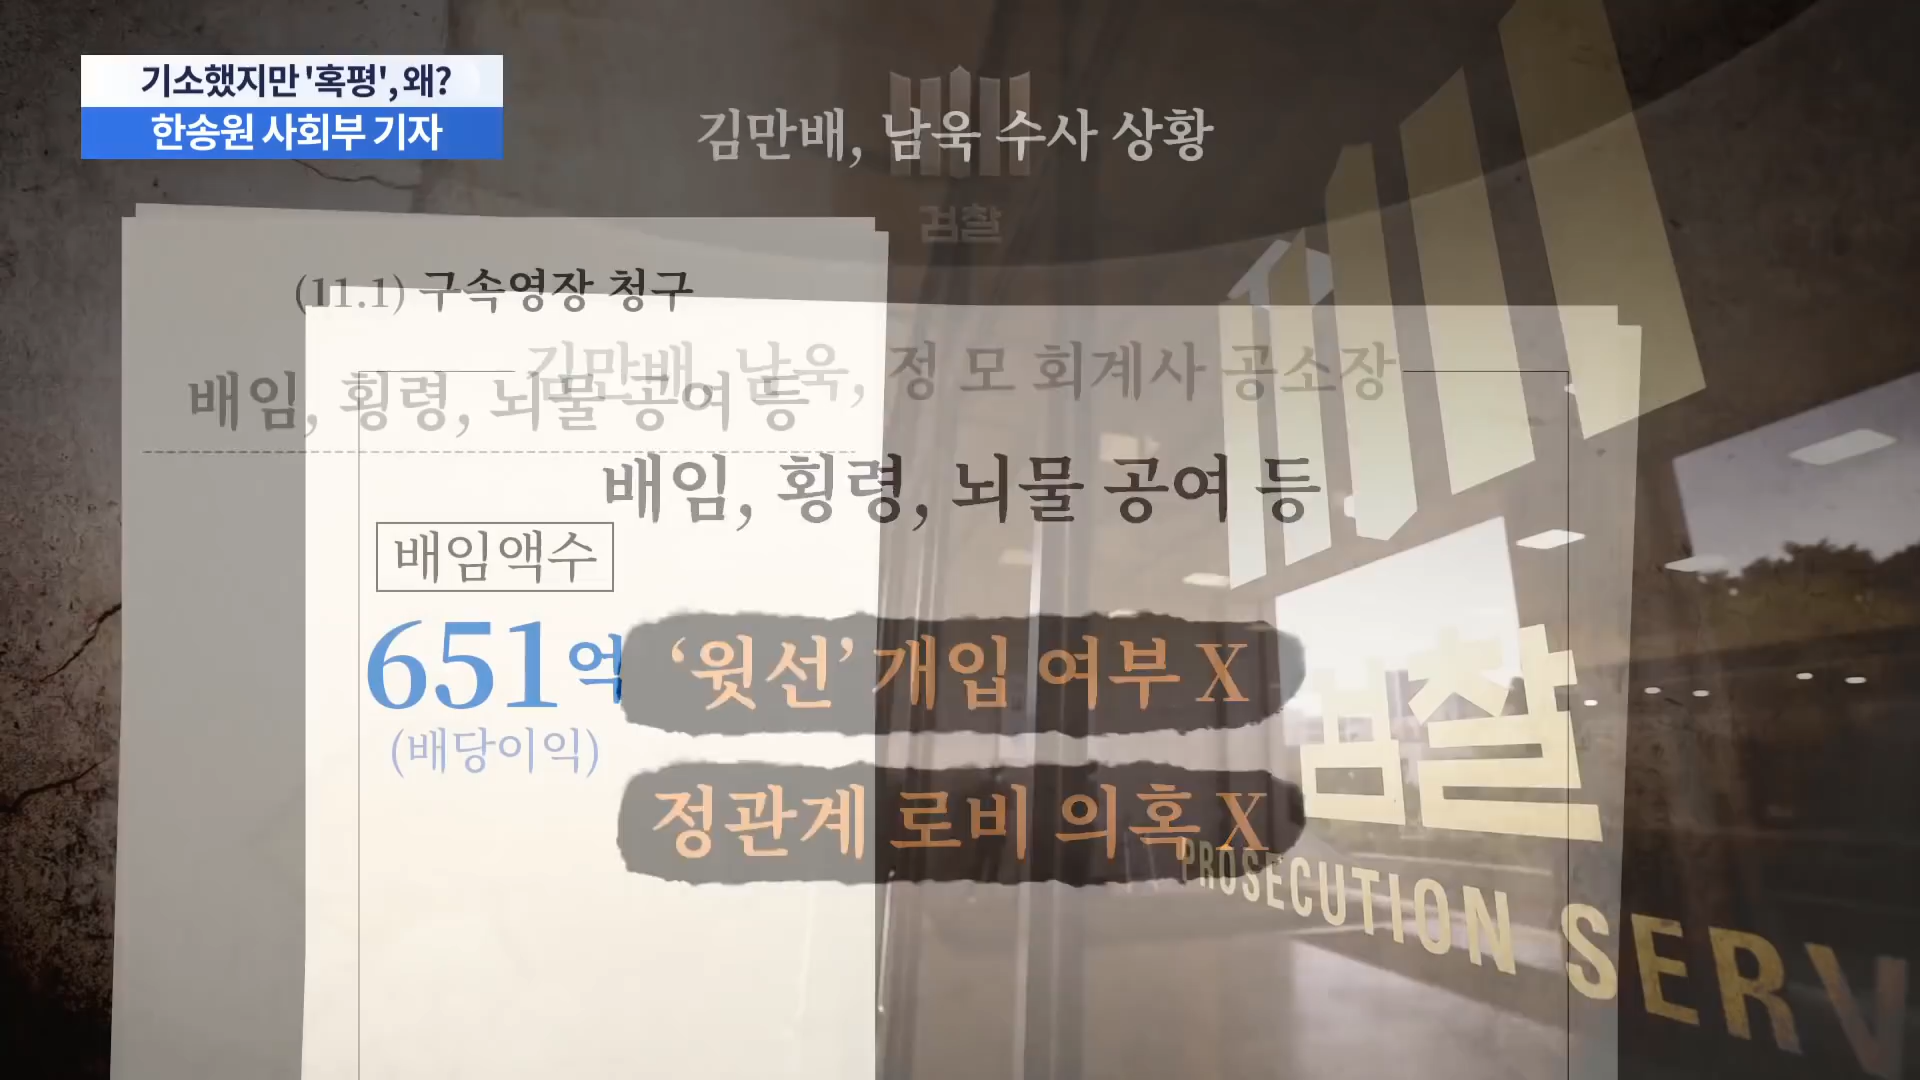 기소했지만 '혹평', 왜?
한송원 사회부 기자
김만배, 남욱 수사 상황
검찰
(11.1) 구속영장 청구
김만배, 남욱, 정 모 회계사 공소장
배임, 횡령, 뇌물 공여 등
배임, 횡령, 뇌물 공여 등
배임액수
651억
(배당이익)
‘윗선’ 개입 여부 X
정관계 로비 의혹 X
검찰
PROSECUTION SERV